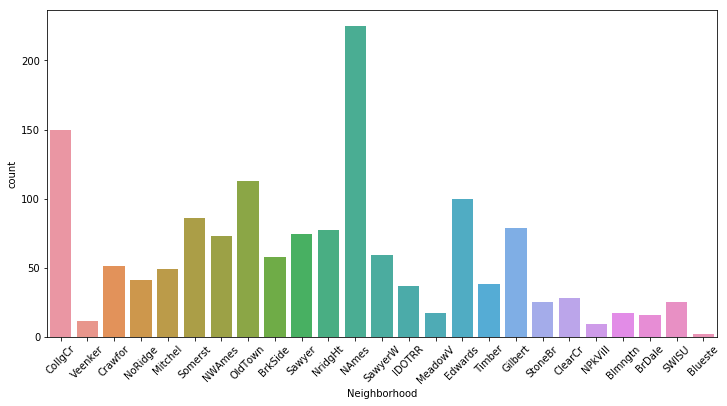 200
150
100
50
0
count
CollgCr
Veenker
Crawfor
NoRidge
Mitchel
Somerst
NWAmes
OldTown
BrkSide
Sawyer
NridgHt
NAmes
SawyerW
IDOTRR
MeadowV
Edwards
Timber
Gilbert
StoneBr
ClearCr
NPkVill
Blmngtn
BrDale
SWISU
Blueste
Neighborhood